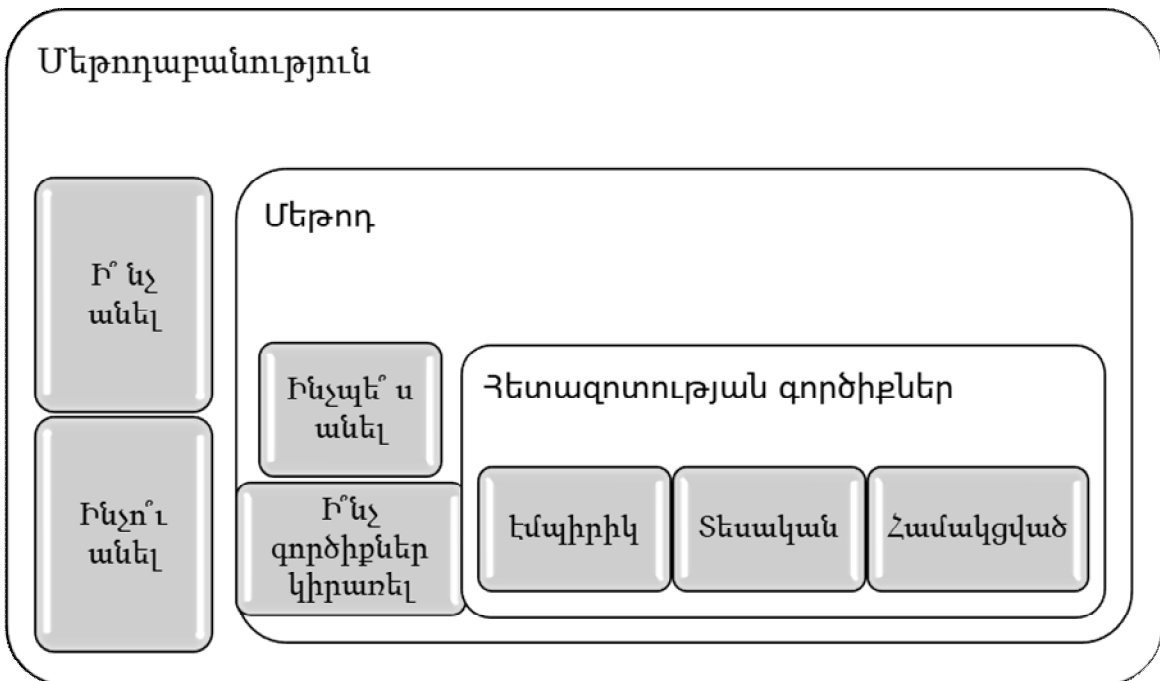 Մեթոդաբանություն
Ի՞ նչ
անել
Ինչո՞ւ
անել
Մեթոդ
Ինչպե՞ ս
անել
Ի՞նչ
գործիքներ
կիրառել
Հետազոտության գործիքներ
Էմպիրիկ
Տեսական
Համակցված